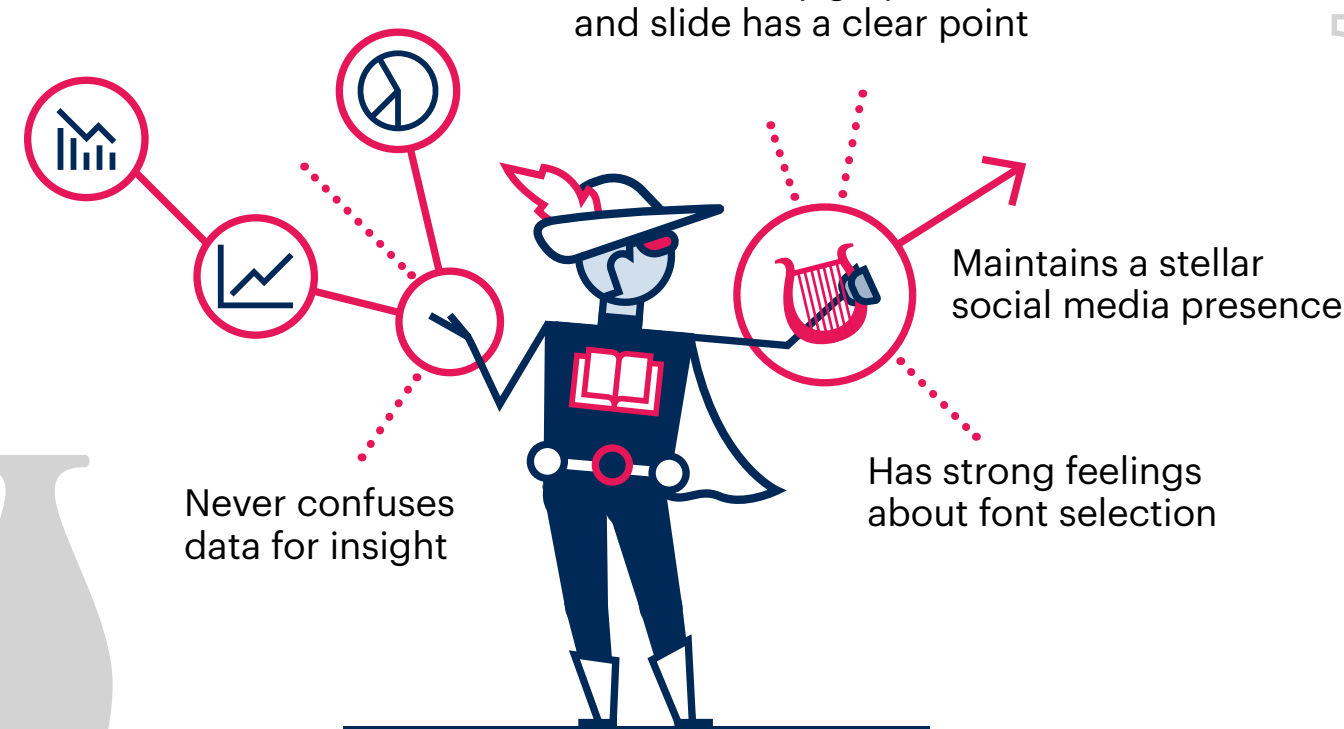 and slide has a clear point
Maintains a stellar
social media presence
Has strong feelings
about font selection
Never confuses
data for insight